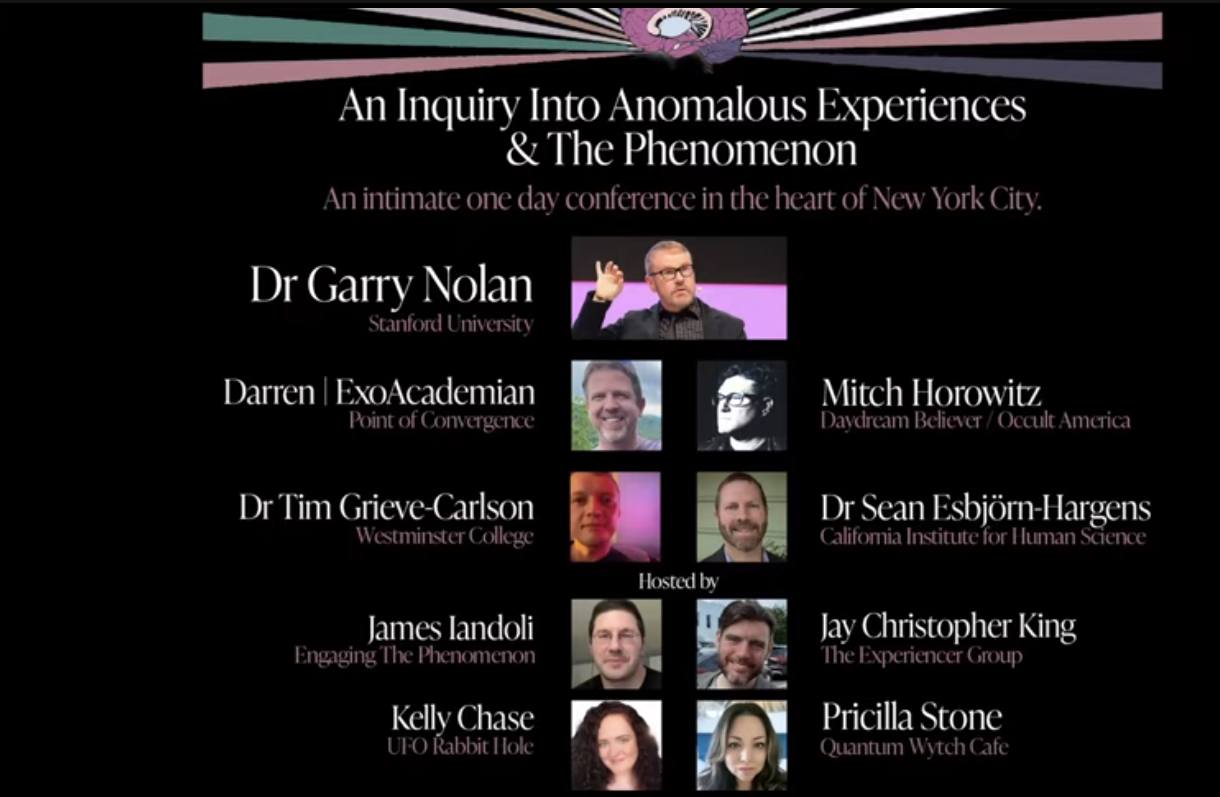 An Inquiry Into Anomalous Experiences
& The Phenomenon
An intimate one day conference in the heart of New York City.
Dr Garry Nolan
Stanford University
Darren | ExoAcademian
Point of Convergence
Mitch Horowitz
Daydream Believer / Occult America
Dr Tim Grieve-Carlson
Westminster College
Dr Sean Esbjörn-Hargens
California Institute for Human Science
Hosted by
James Iandoli
Engaging The Phenomenon
Jay Christopher King
The Experiencer Group
Kelly Chase
UFO Rabbit Hole
Pricilla Stone
Quantum Wytch Cafe